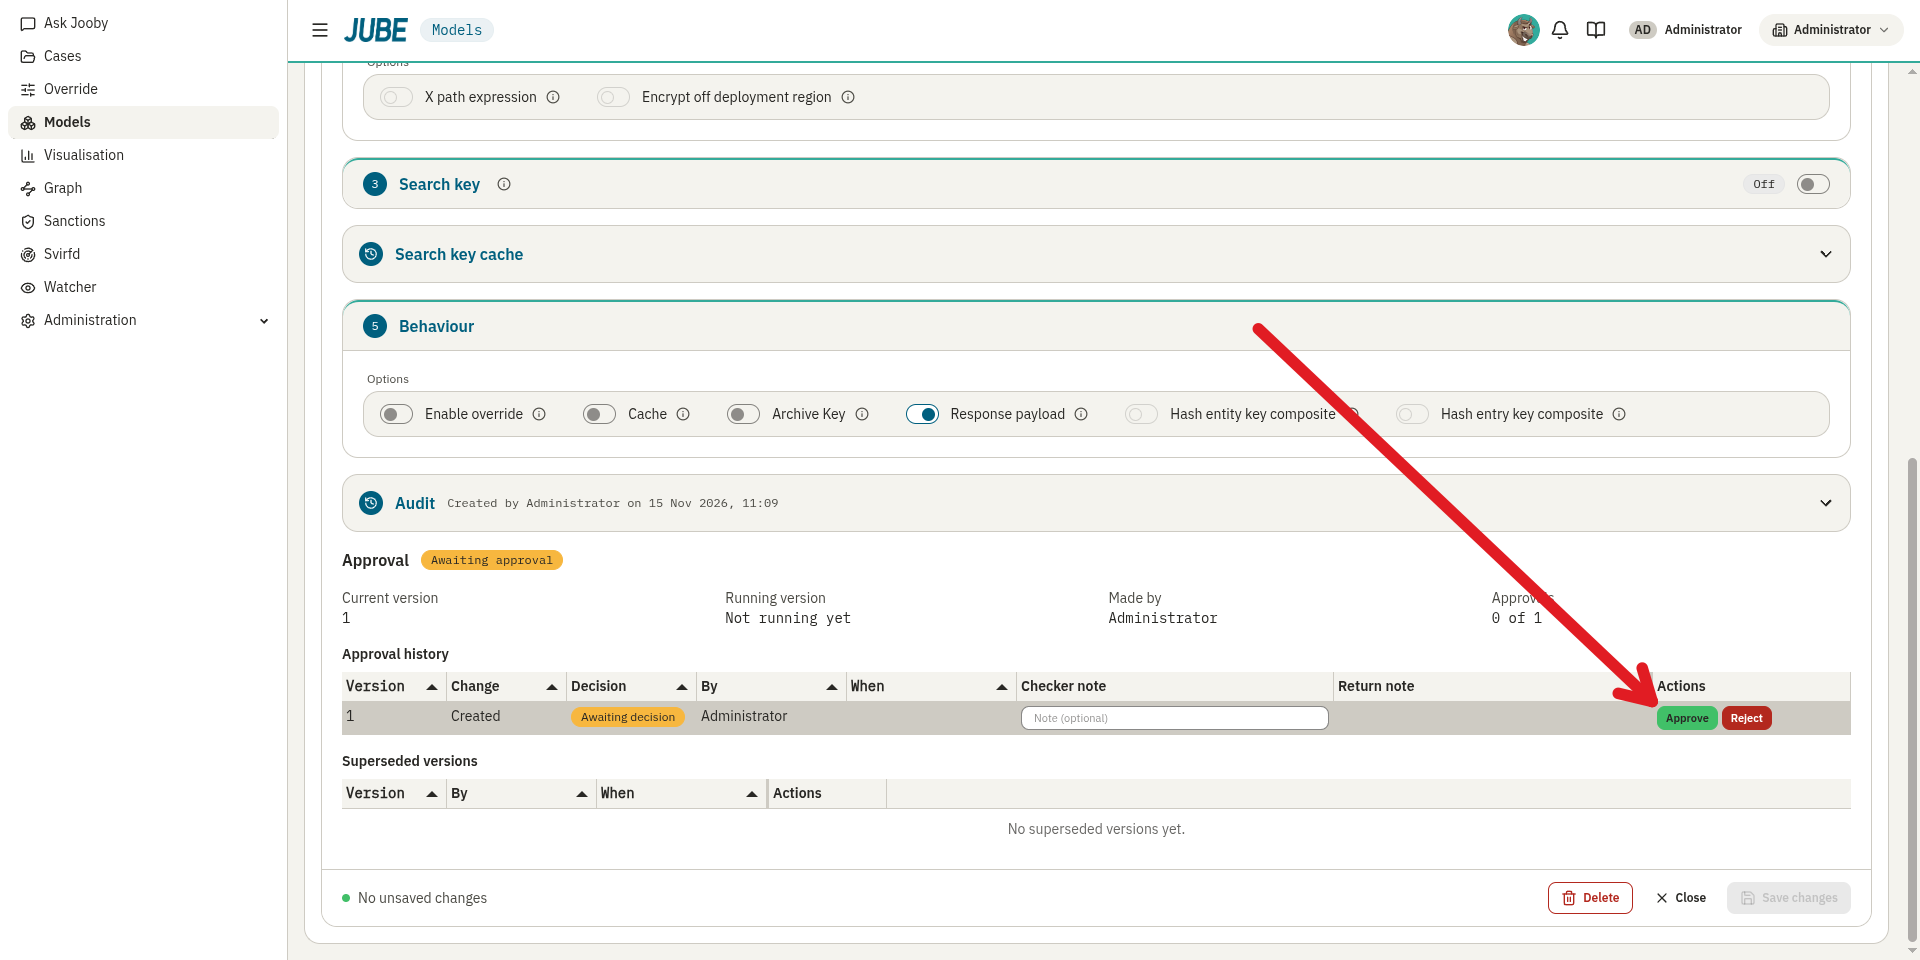 Ask Jooby
Cases
Override
Models
Visualisation
Graph
Sanctions
Svirfd
Watcher
Administration
JUBE
Models
AD Administrator
Administrator
Options
X path expression
Encrypt off deployment region
3 Search key
Off
Search key cache
5 Behaviour
Options
Enable override
Cache
Archive Key
Response payload
Hash entity key composite
Hash entry key composite
Audit Created by Administrator on 15 Nov 2026, 11:09
Approval Awaiting approval
Current version
1
Running version
Not running yet
Made by
Administrator
Approvals
0 of 1
Approval history
Version Change Decision By When Checker note Return note Actions
1 Created Awaiting decision Administrator Note (optional) Approve Reject
Superseded versions
Version By When Actions
No superseded versions yet.
No unsaved changes
Delete
Close
Save changes